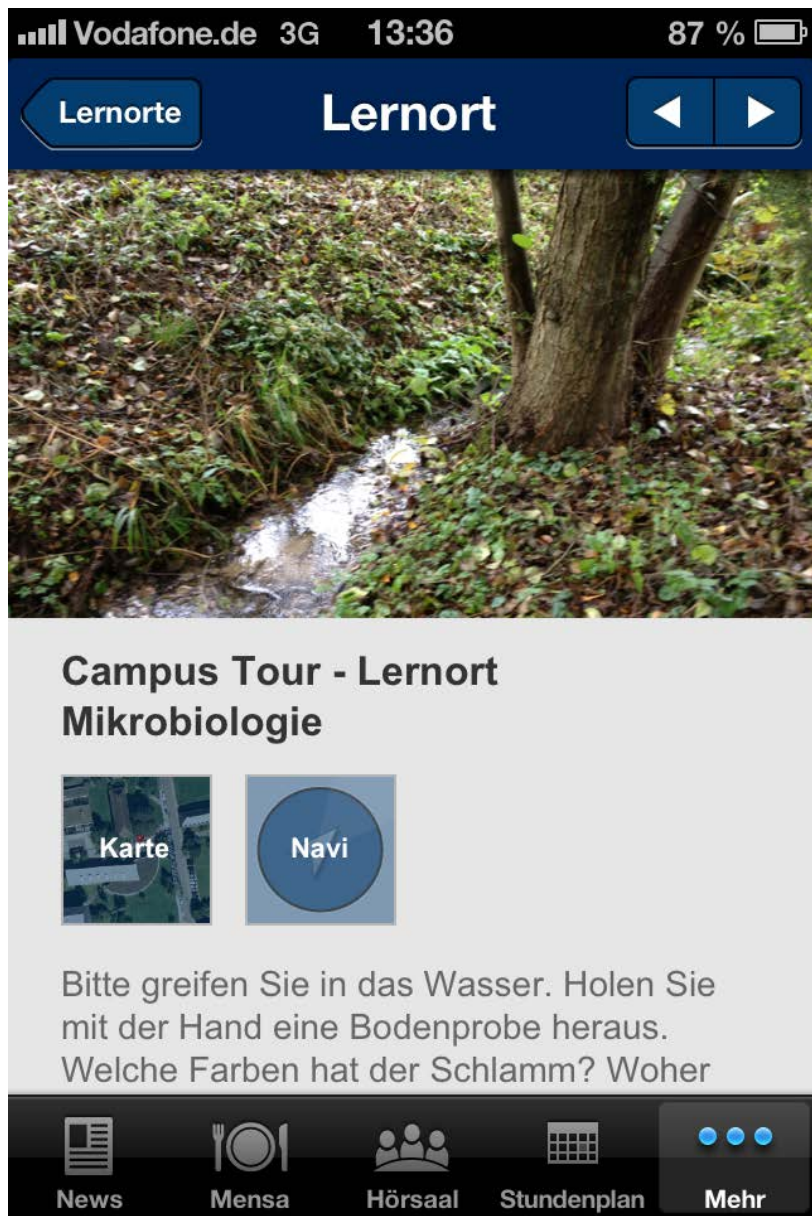 Vodafone.de 3G 13:36 87 %
Lernorte Lernort
Campus Tour - Lernort
Mikrobiologie
Karte Navi
Bitte greifen Sie in das Wasser. Holen Sie
mit der Hand eine Bodenprobe heraus.
Welche Farben hat der Schlamm? Woher
News Mensa Hörsaal Stundenplan Mehr